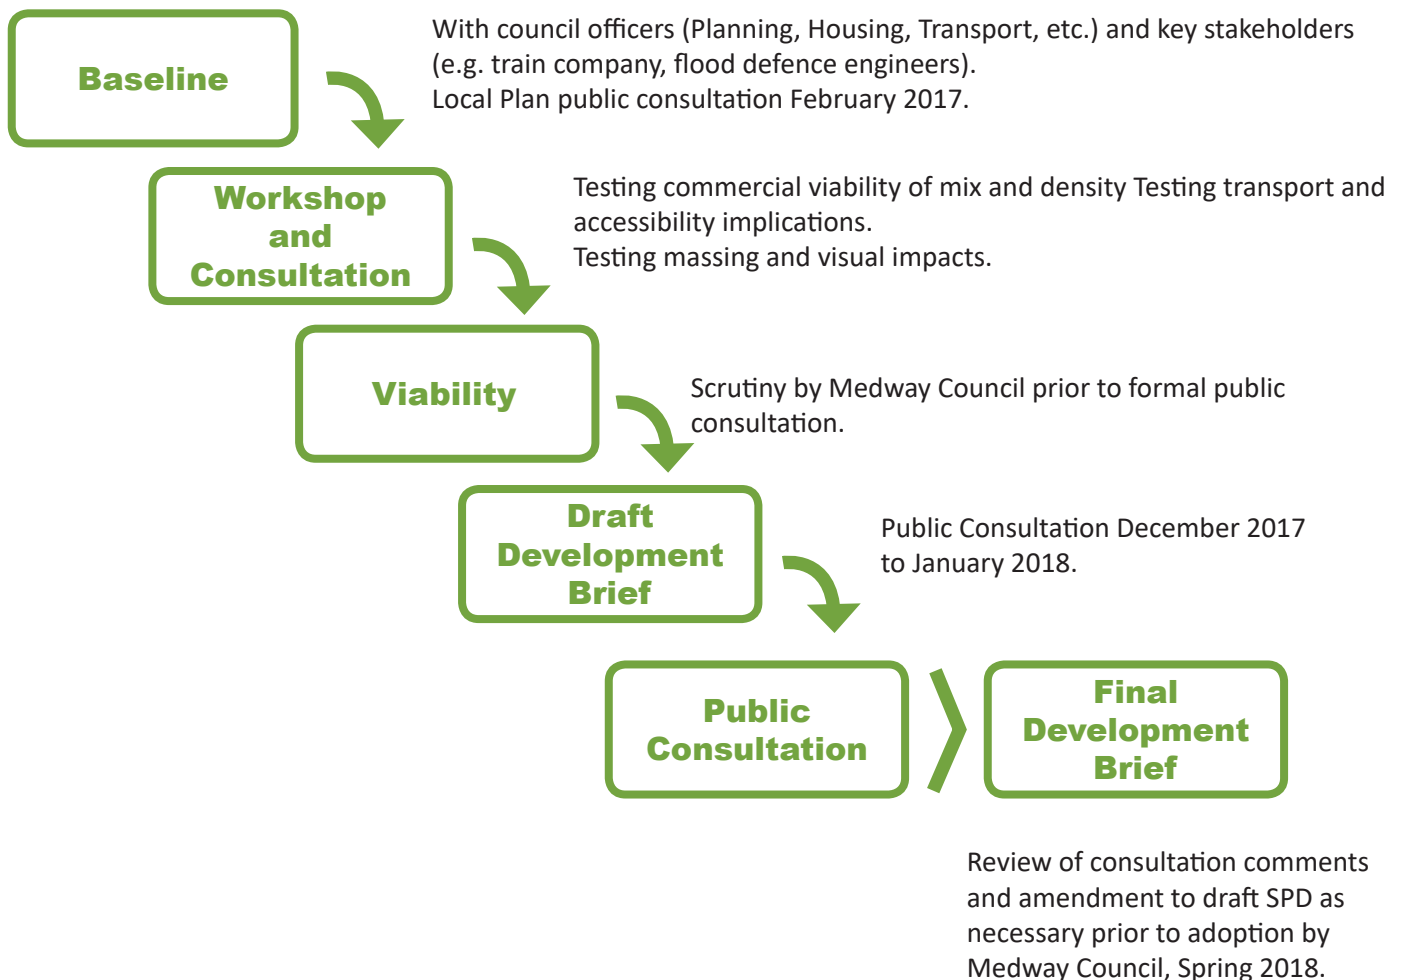 With council officers (Planning, Housing, Transport, etc.) and key stakeholders
(e.g. train company, flood defence engineers).
Local Plan public consultation February 2017.
Baseline
Workshop
and
Consultation
Testing commercial viability of mix and density Testing transport and
accessibility implications.
Testing massing and visual impacts.
Viability
Scrutiny by Medway Council prior to formal public
consultation.
Draft
Development
Brief
Public Consultation December 2017
to January 2018.
Public
Consultation
Final
Development
Brief
Review of consultation comments
and amendment to draft SPD as
necessary prior to adoption by
Medway Council, Spring 2018.